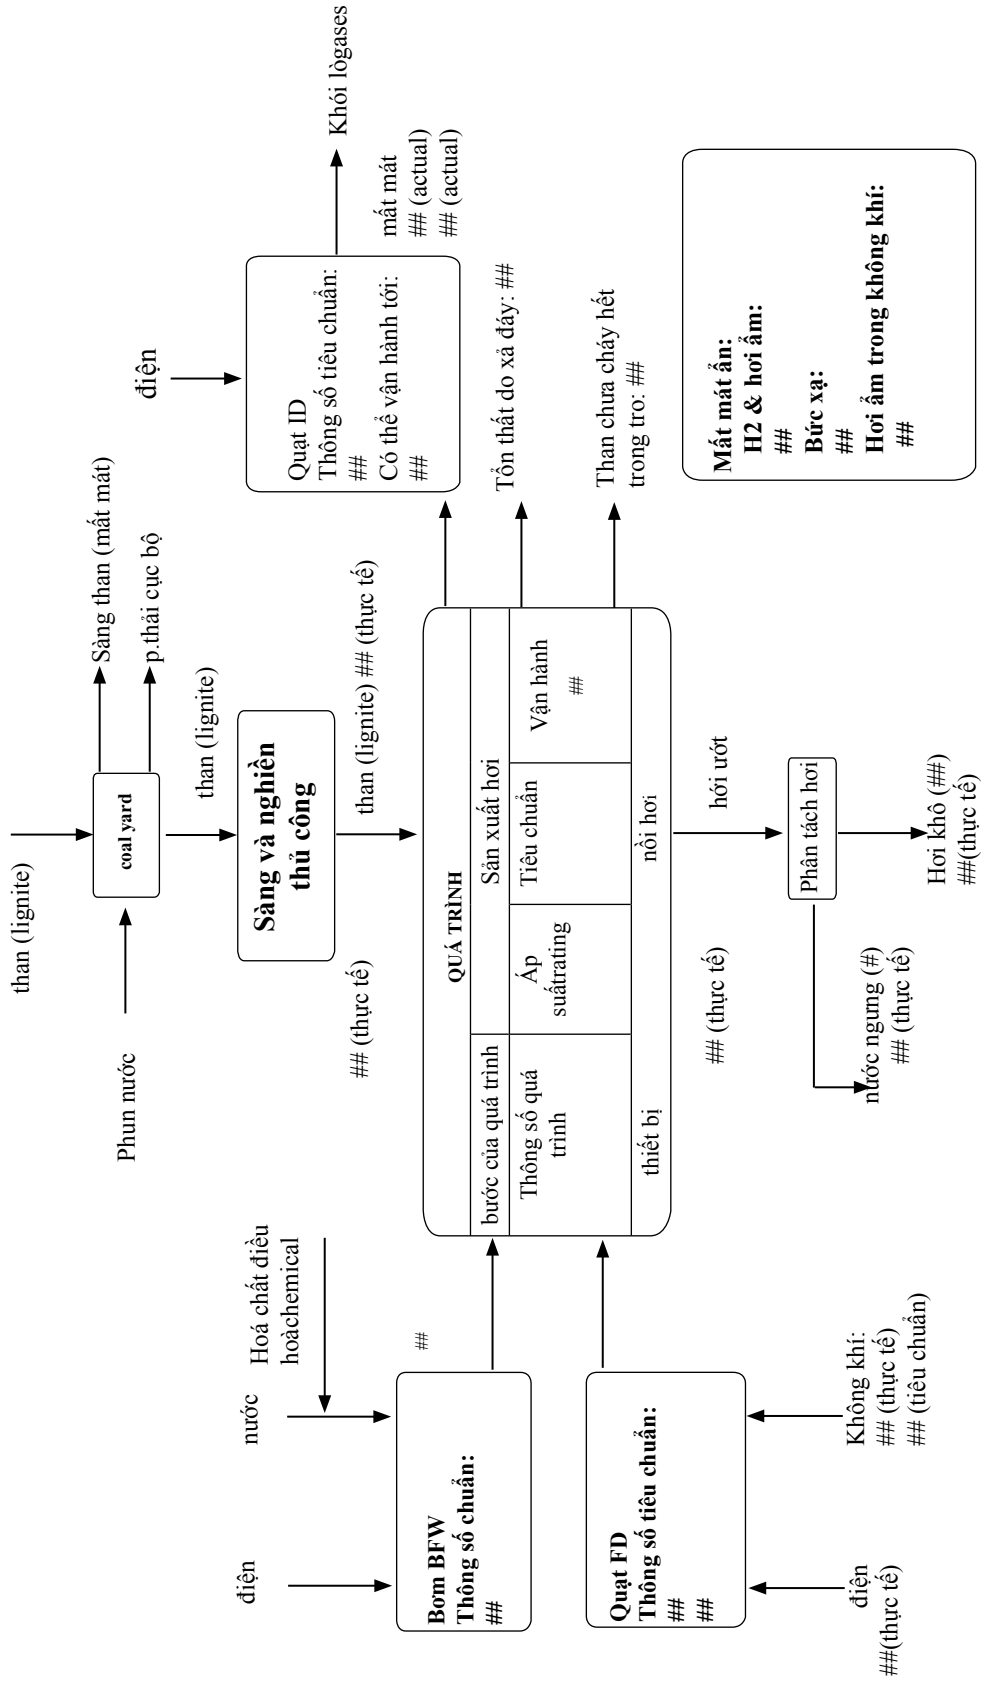 than (lignite)
Phun nước
coal yard
Sàng than (mất mát)
p.thải cục bộ
than (lignite)
Sàng và nghiền
thủ công
## (thực tế)
than (lignite) ## (thực tế)
điện
nước
Hoá chất điều
hoàchemical
Bơm BFW
Thông số chuẩn:
##
##
Quạt FD
Thông số tiêu chuẩn:
##
##
điện
##(thực tế)
Không khí:
## (thực tế)
## (tiêu chuẩn)
QUÁ TRÌNH
bước của quá trình
Sản xuất hơi
Thông số quá
trình
Áp
suấtrating
Tiêu chuẩn
Vận hành
##
thiết bị
nồi hơi
điện
Quạt ID
Thông số tiêu chuẩn:
##
Có thể vận hành tới:
##
Khói lògases
mất mát
## (actual)
## (actual)
Tổn thất do xả đáy: ##
Than chưa cháy hết
trong tro: ##
## (thực tế)
hới ướt
Phân tách hơi
nước ngưng (#)
## (thực tế)
Hơi khô (##)
##(thực tế)
Mất mát ẩn:
H2 & hơi ẩm:
##
Bức xạ:
##
Hơi ẩm trong không khí:
##